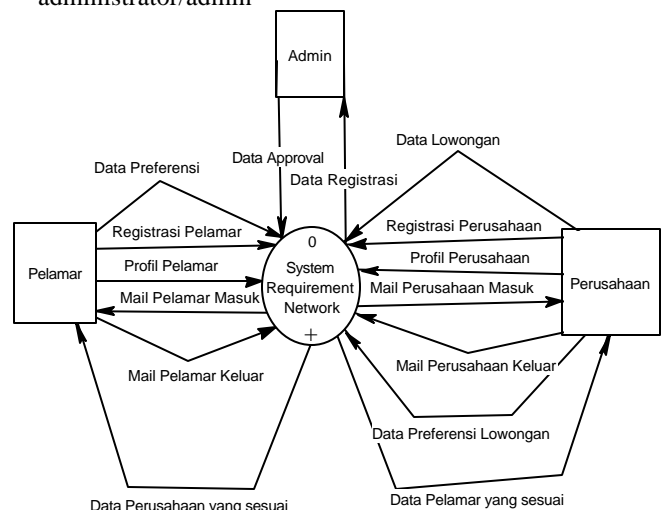 administrator/admin
Admin
Data Approval
Data Registrasi
Data Lowongan
Data Preferensi
Registrasi Pelamar
Profil Pelamar
Mail Pelamar Masuk
Pelamar
Mail Pelamar Keluar
Data Perusahaan yang sesuai
0
System
Requirement
Network
+
Registrasi Perusahaan
Profil Perusahaan
Mail Perusahaan Masuk
Perusahaan
Mail Perusahaan Keluar
Data Preferensi Lowongan
Data Pelamar yang sesuai